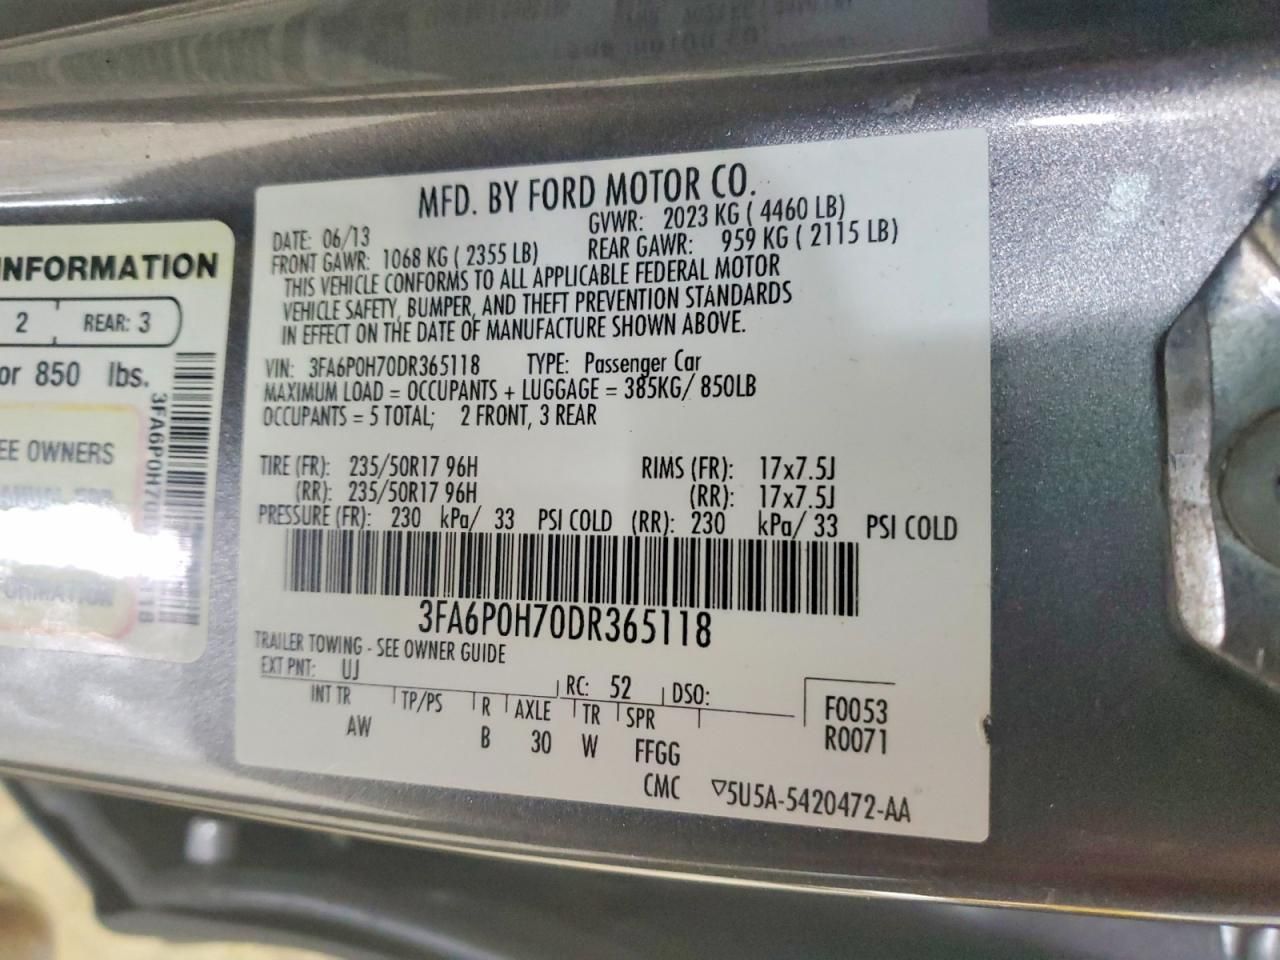 MFD. BY FORD MOTOR CO.
DATE: 06/13 GVWR: 2023 KG ( 4460 LB)
FRONT GAWR: 1068 KG ( 2355 LB) REAR GAWR: 959 KG ( 2115 LB)
THIS VEHICLE CONFORMS TO ALL APPLICABLE FEDERAL MOTOR
VEHICLE SAFETY, BUMPER, AND THEFT PREVENTION STANDARDS
IN EFFECT ON THE DATE OF MANUFACTURE SHOWN ABOVE.
VIN: 3FA6P0H70DR365118 TYPE: Passenger Car
MAXIMUM LOAD = OCCUPANTS + LUGGAGE = 385KG/ 850LB
OCCUPANTS = 5 TOTAL; 2 FRONT, 3 REAR
TIRE (FR): 235/50R17 96H RIMS (FR): 17x7.5J
(RR): 235/50R17 96H (RR): 17x7.5J
PRESSURE (FR): 230 kPa/ 33 PSI COLD (RR): 230 kPa/ 33 PSI COLD
3FA6P0H70DR365118
TRAILER TOWING - SEE OWNER GUIDE
EXT PNT: UJ RC: 52 DSO:
INT TR TP/PS R AXLE TR SPR F0053
AW B 30 W FFGG R0071
CMC ▽5U5A-5420472-AA
INFORMATION
2 REAR: 3
or 850 lbs.
OWNERS